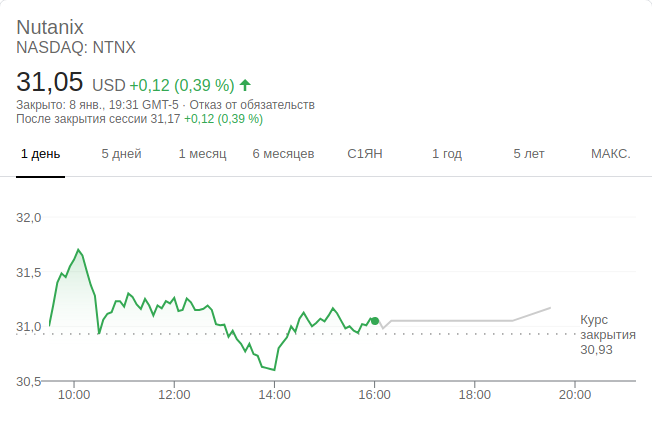 Nutanix
NASDAQ: NTNX
31,05 USD +0,12 (0,39 %)
Закрыто: 8 янв., 19:31 GMT-5 · Отказ от обязательств
После закрытия сессии 31,17 +0,12 (0,39 %)
1 день 5 дней 1 месяц 6 месяцев С1ЯН 1 год 5 лет МАКС.
32,0
31,5
31,0
30,5
Курс
закрытия
30,93
10:00 12:00 14:00 16:00 18:00 20:00